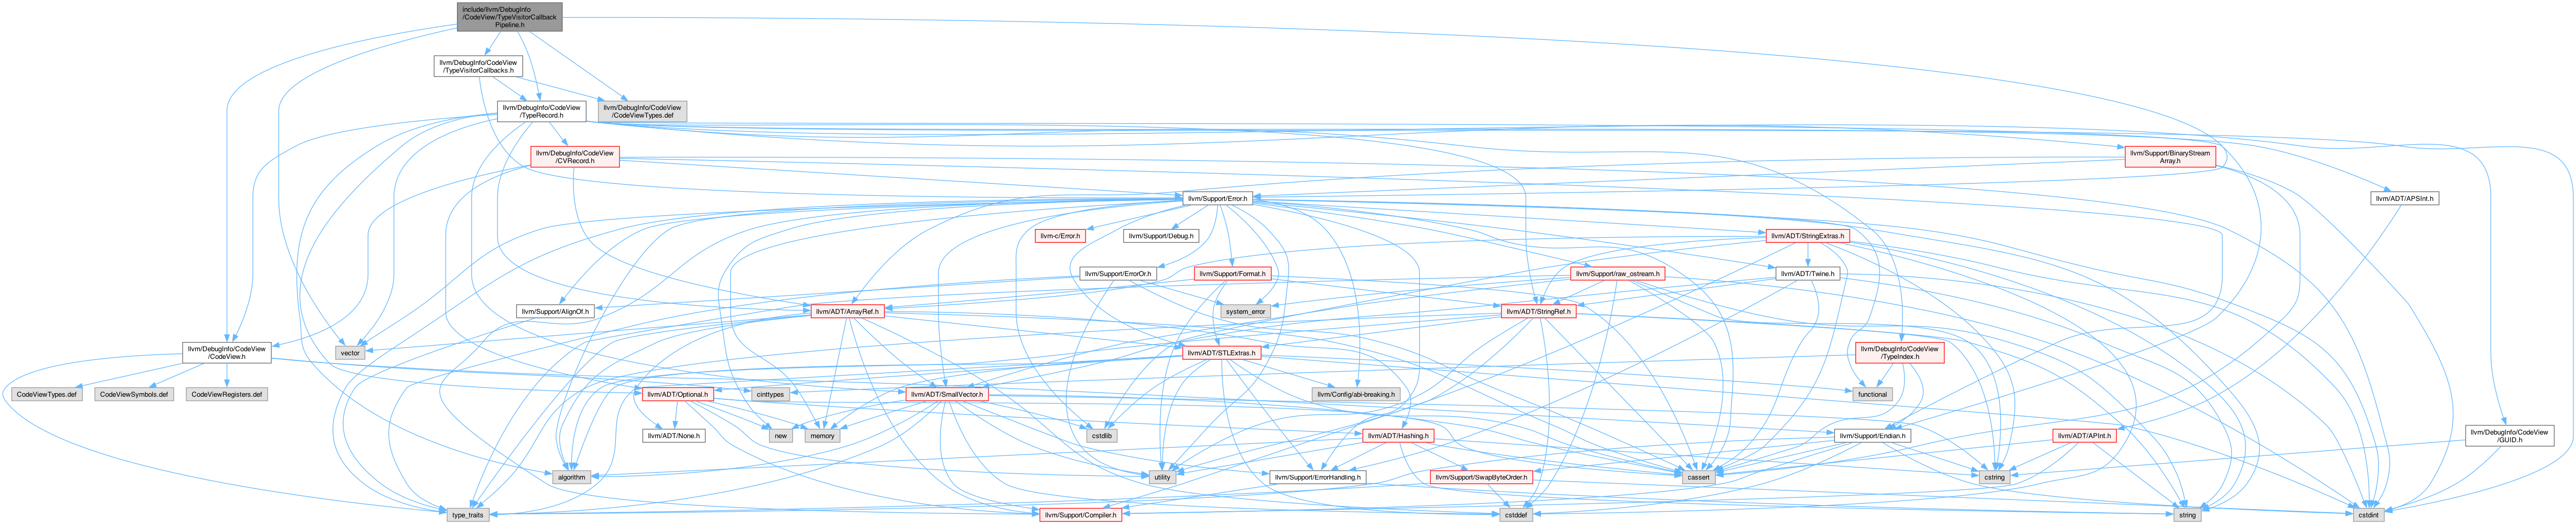 include/llvm/DebugInfo
/CodeView/TypeVisitorCallback
Pipeline.h
llvm/DebugInfo/CodeView
/TypeVisitorCallbacks.h
llvm/DebugInfo/CodeView
/TypeRecord.h
llvm/DebugInfo/CodeView
/CodeViewTypes.def
llvm/DebugInfo/CodeView
/CVRecord.h
llvm/Support/BinaryStream
Array.h
llvm/Support/Error.h
llvm/ADT/APSInt.h
llvm-c/Error.h
llvm/Support/Debug.h
llvm/ADT/StringExtras.h
llvm/Support/ErrorOr.h
llvm/Support/Format.h
llvm/Support/raw_ostream.h
llvm/ADT/Twine.h
llvm/Support/AlignOf.h
llvm/ADT/ArrayRef.h
system_error
llvm/ADT/StringRef.h
vector
llvm/DebugInfo/CodeView
/CodeView.h
llvm/ADT/STLExtras.h
llvm/DebugInfo/CodeView
/TypeIndex.h
CodeViewTypes.def
CodeViewSymbols.def
CodeViewRegisters.def
llvm/ADT/Optional.h
cinttypes
llvm/ADT/SmallVector.h
llvm/Config/abi-breaking.h
functional
llvm/ADT/None.h
new
memory
cstdlib
llvm/ADT/Hashing.h
llvm/Support/Endian.h
llvm/ADT/APInt.h
llvm/DebugInfo/CodeView
/GUID.h
algorithm
utility
llvm/Support/ErrorHandling.h
llvm/Support/SwapByteOrder.h
cassert
cstring
type_traits
llvm/Support/Compiler.h
cstddef
string
cstdint